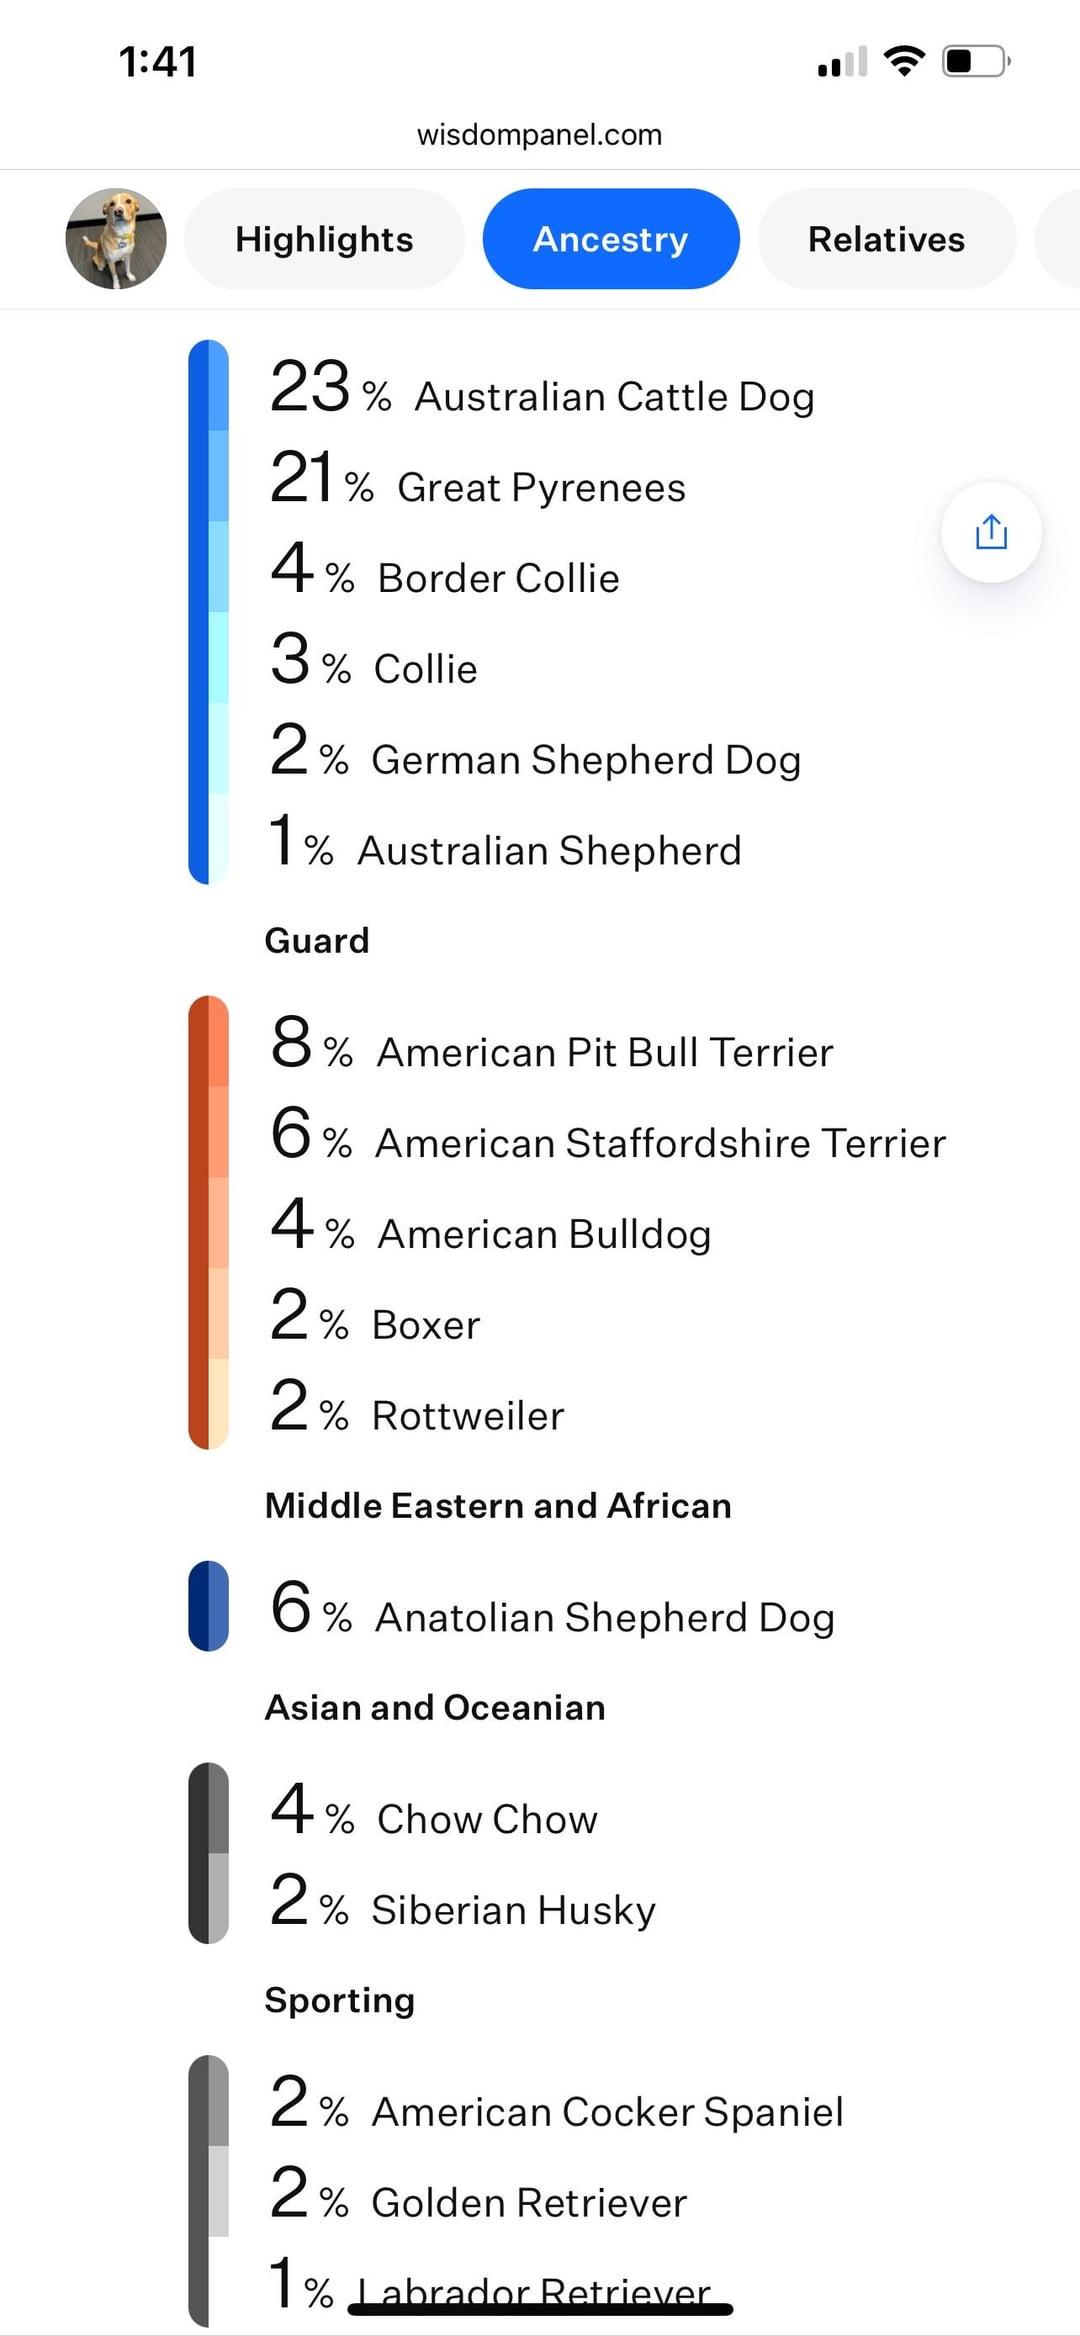 1:41
wisdompanel.com
Highlights Ancestry Relatives
23 % Australian Cattle Dog
21 % Great Pyrenees
4 % Border Collie
3 % Collie
2 % German Shepherd Dog
1 % Australian Shepherd
Guard
8 % American Pit Bull Terrier
6 % American Staffordshire Terrier
4 % American Bulldog
2 % Boxer
2 % Rottweiler
Middle Eastern and African
6 % Anatolian Shepherd Dog
Asian and Oceanian
4 % Chow Chow
2 % Siberian Husky
Sporting
2 % American Cocker Spaniel
2 % Golden Retriever
1 % Labrador Retriever